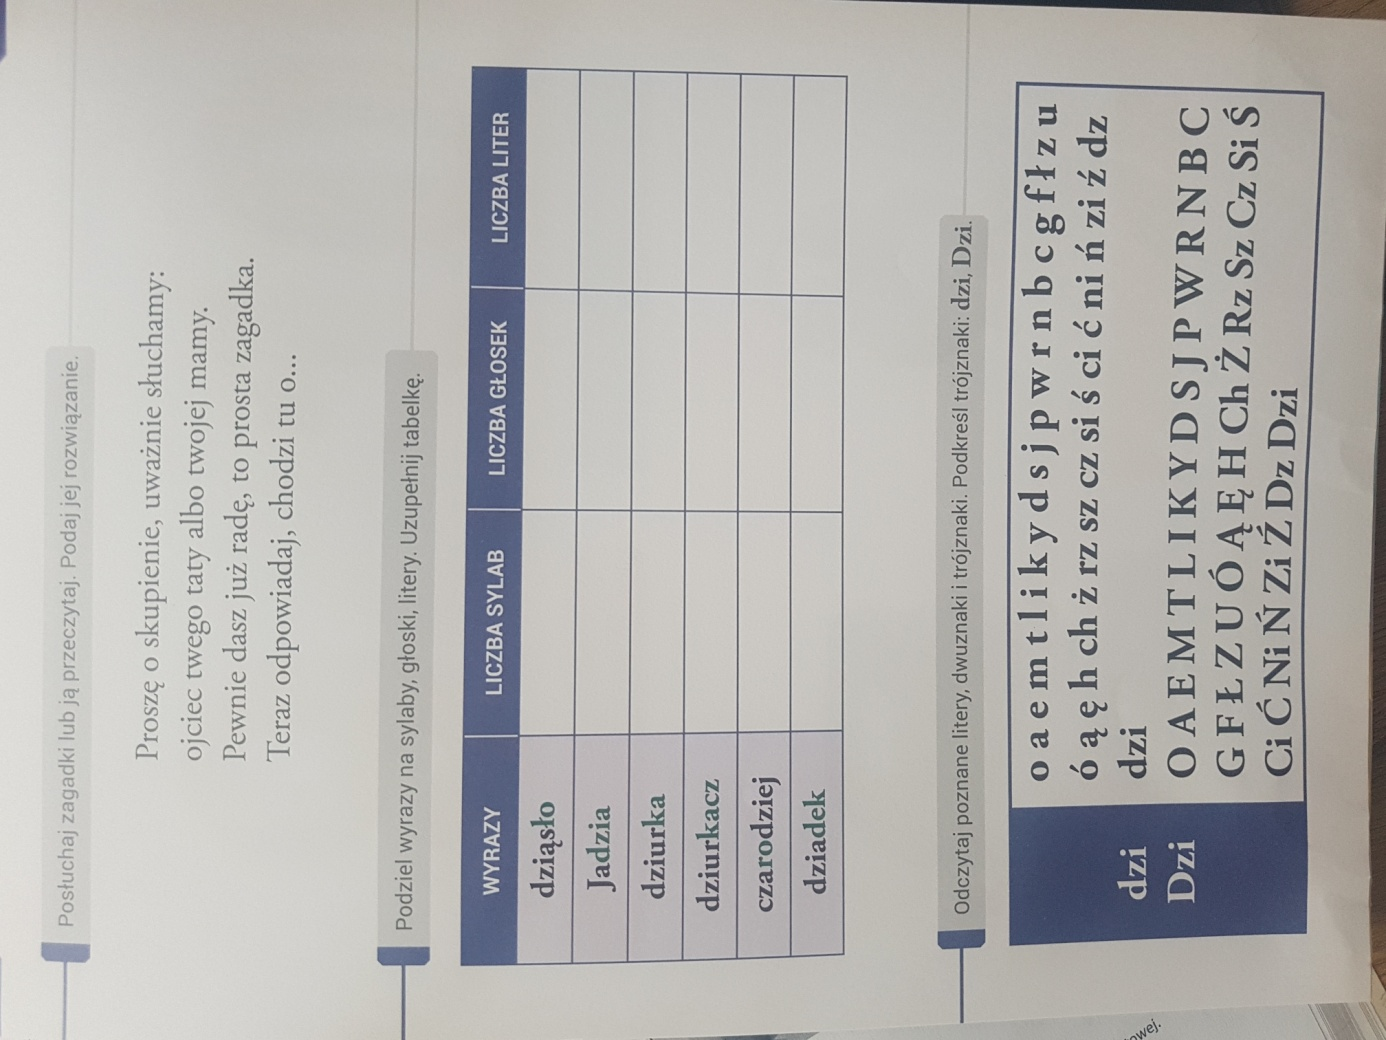 Posłuchaj zagadki lub ją przeczytaj. Podaj jej rozwiązanie.
Proszę o skupienie, uważnie słuchamy:
ojciec twego taty albo twojej mamy.
Pewnie dasz już radę, to prosta zagadka.
Teraz odpowiadaj, chodzi tu o...
Podziel wyrazy na sylaby, głoski, litery. Uzupełnij tabelkę.
WYRAZY LICZBA SYLAB LICZBA GŁOSEK LICZBA LITER
dziąsło
Jadzia
dziurka
dziurkacz
czarodziej
dziadek
Odczytaj poznane litery, dwuznaki i trójznaki. Podkreśl trójznaki: dzi, Dzi.
dzi
Dzi
o a e m t l i k y d s j p w r n b c g f ł z u
ó ą ę h ch ż rz sz cz si ś ci ć ni ń zi ź dz
dzi
O A E M T L I K Y D S J P W R N B C
G F Ł Z U Ó Ą Ę H Ch Ż Rz Sz Cz Si Ś
Ci Ć Ni Ń Zi Ź Dz Dzi